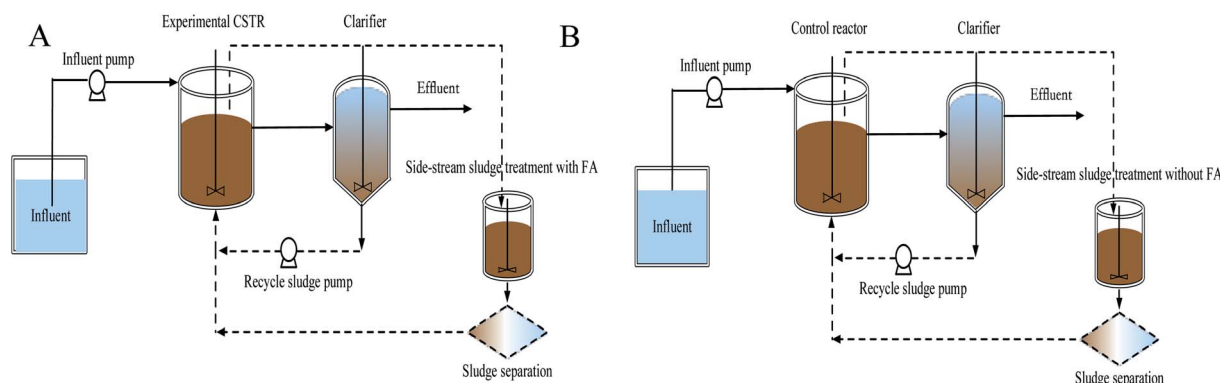 A
Experimental CSTR
Clarifier
Influent pump
Effluent
Side-stream sludge treatment with FA
Influent
Recycle sludge pump
Sludge separation
B
Control reactor
Clarifier
Influent pump
Effluent
Side-stream sludge treatment without FA
Influent
Recycle sludge pump
Sludge separation